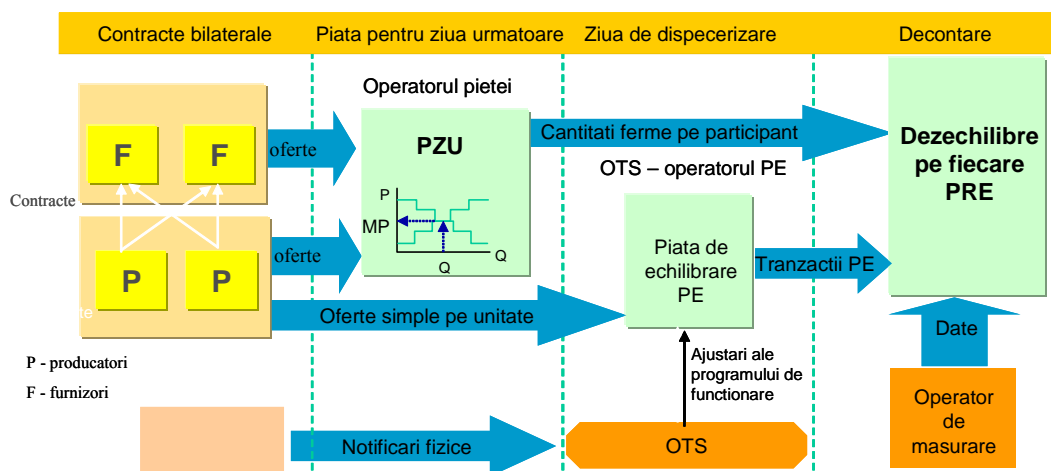 Contracte bilaterale
Piata pentru ziua urmatoare
Ziua de dispecerizare
Decontare
Operatorul pietei
F
F
oferte
PZU
Cantitati ferme pe participant
Dezechilibre
pe fiecare
PRE
OTS – operatorul PE
Contracte
P
MP
Q
Q
P
P
oferte
Piata de
echilibrare
PE
Tranzactii PE
te
Oferte simple pe unitate
Date
P - producatori
F - furnizori
Ajustari ale
programului de
functionare
Operator
de
masurare
Notificari fizice
OTS